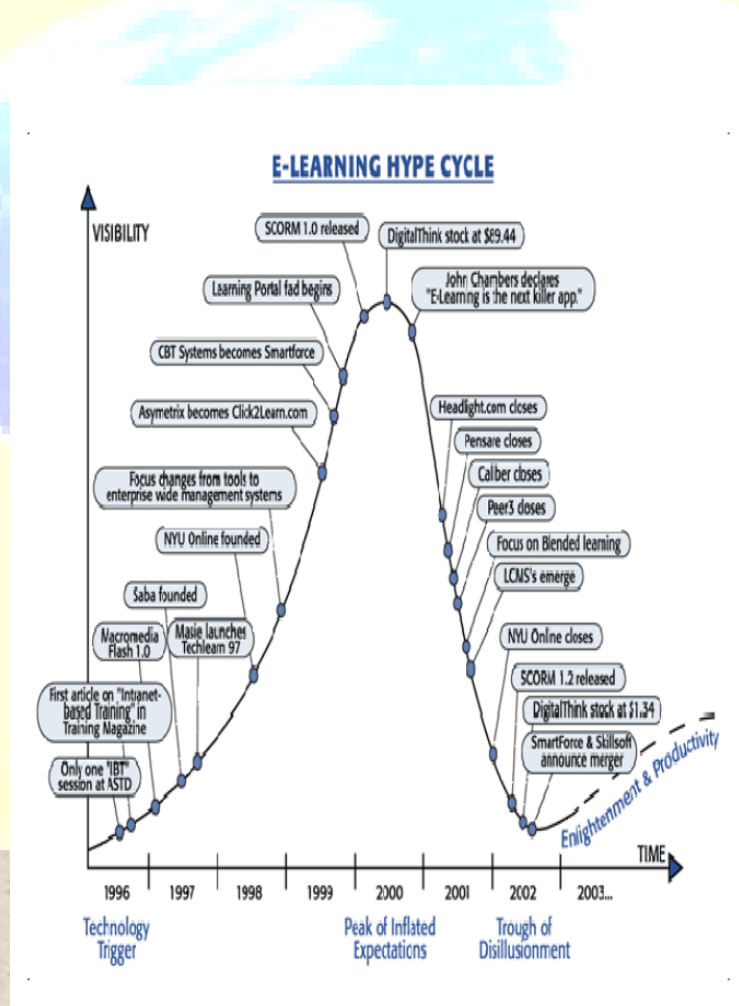 E-LEARNING HYPE CYCLE
VISIBILITY
SCORM 1.0 released
DigitalThink stock at $89.44
Learning Portal fad begins
John Chambers declares
"E-Learning is the next killer app."
CBT Systems becomes Smartforce
Asymetrix becomes Click2Learn.com
Headlight.com closes
Pensare closes
Focus changes from tools to
enterprise wide management systems
Caliber closes
Peer3 closes
NYU Online founded
Focus on Blended learning
LCMS's emerge
Saba founded
Macromedia
Flash 1.0
Masie launches
Techlearn 97
NYU Online closes
First article on "Intranet-
based Training" in
Training Magazine
SCORM 1.2 released
DigitalThink stock at $1.34
Only one "IBT"
session at ASTD
SmartForce & Skillsoft
announce merger
Enlightenment & Productivity
TIME
1996
1997
1998
1999
2000
2001
2002
2003...
Technology
Trigger
Peak of Inflated
Expectations
Trough of
Disillusionment